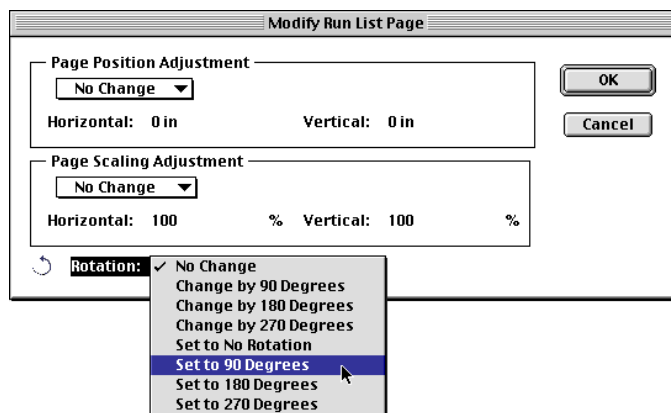 Modify Run List Page
Page Position Adjustment
No Change
OK
Horizontal: 0 in Vertical: 0 in
Cancel
Page Scaling Adjustment
No Change
Horizontal: 100 % Vertical: 100 %
Rotation: ✓ No Change
Change by 90 Degrees
Change by 180 Degrees
Change by 270 Degrees
Set to No Rotation
Set to 90 Degrees
Set to 180 Degrees
Set to 270 Degrees